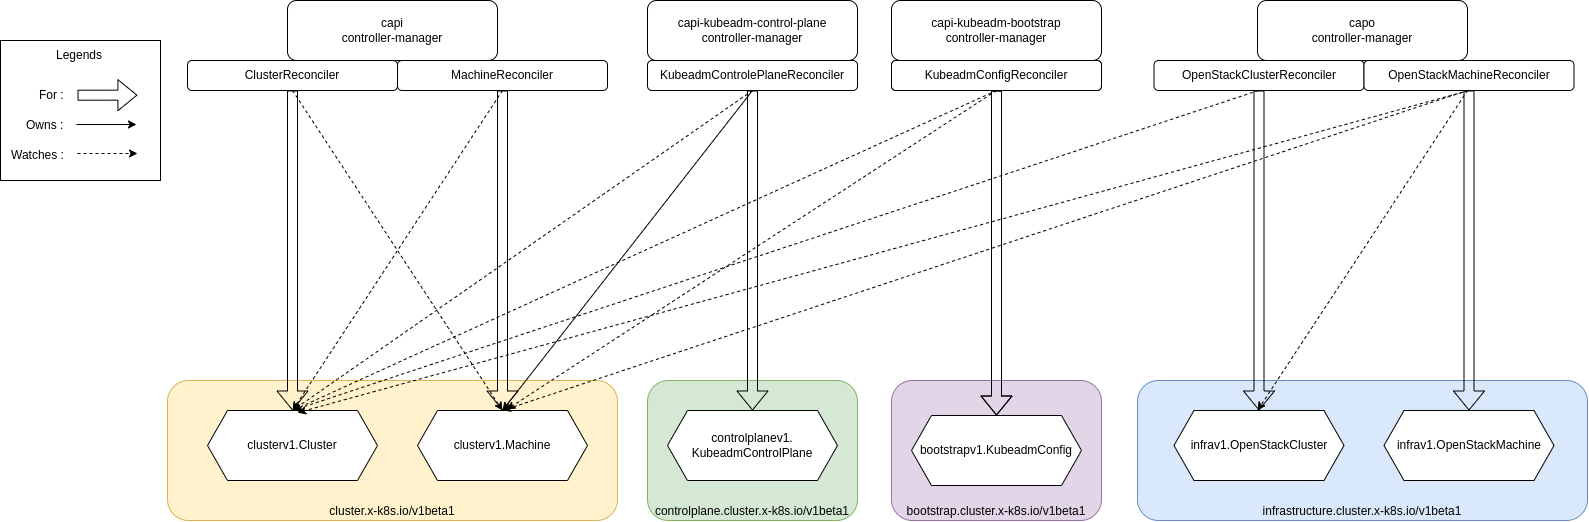 capi
controller-manager
capi-kubeadm-control-plane
controller-manager
capi-kubeadm-bootstrap
controller-manager
capo
controller-manager
Legends
For :
Owns :
Watches :
ClusterReconciler
MachineReconciler
KubeadmControlePlaneReconciler
KubeadmConfigReconciler
OpenStackClusterReconciler
OpenStackMachineReconciler
clusterv1.Cluster
clusterv1.Machine
controlplanev1.
KubeadmControlPlane
bootstrapv1.KubeadmConfig
infrav1.OpenStackCluster
infrav1.OpenStackMachine
cluster.x-k8s.io/v1beta1
controlplane.cluster.x-k8s.io/v1beta1
bootstrap.cluster.x-k8s.io/v1beta1
infrastructure.cluster.x-k8s.io/v1beta1